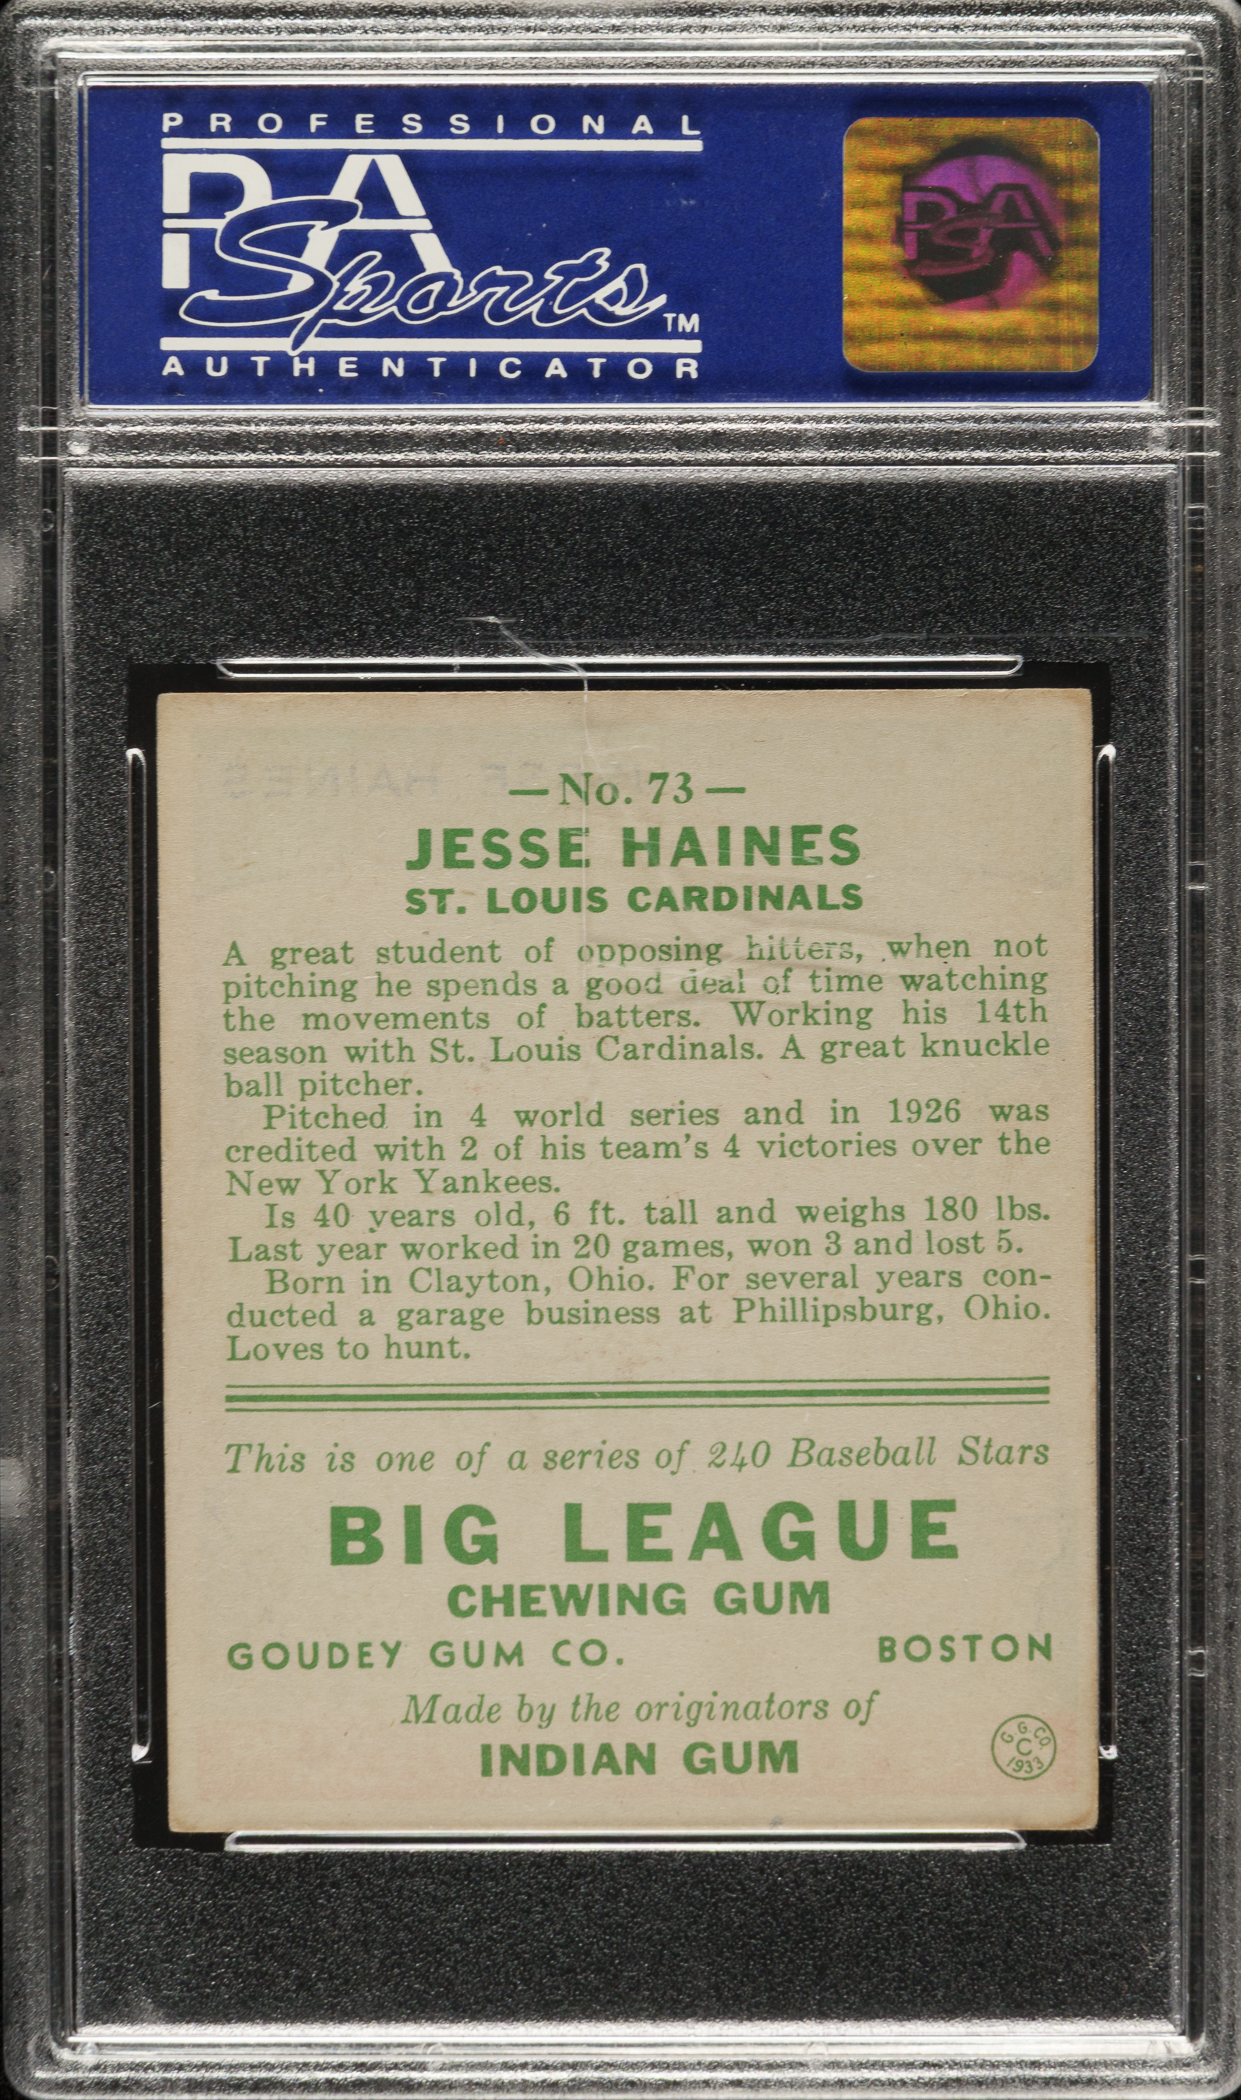 PROFESSIONAL
PSA
Sports™
AUTHENTICATOR
PSA
—No. 73—
JESSE HAINES
ST. LOUIS CARDINALS
A great student of opposing hitters, when not
pitching he spends a good deal of time watching
the movements of batters. Working his 14th
season with St. Louis Cardinals. A great knuckle
ball pitcher.
Pitched in 4 world series and in 1926 was
credited with 2 of his team's 4 victories over the
New York Yankees.
Is 40 years old, 6 ft. tall and weighs 180 lbs.
Last year worked in 20 games, won 3 and lost 5.
Born in Clayton, Ohio. For several years con-
ducted a garage business at Phillipsburg, Ohio.
Loves to hunt.
This is one of a series of 240 Baseball Stars
BIG LEAGUE
CHEWING GUM
GOUDEY GUM CO. BOSTON
Made by the originators of
INDIAN GUM
G. G. CO.
C
1933